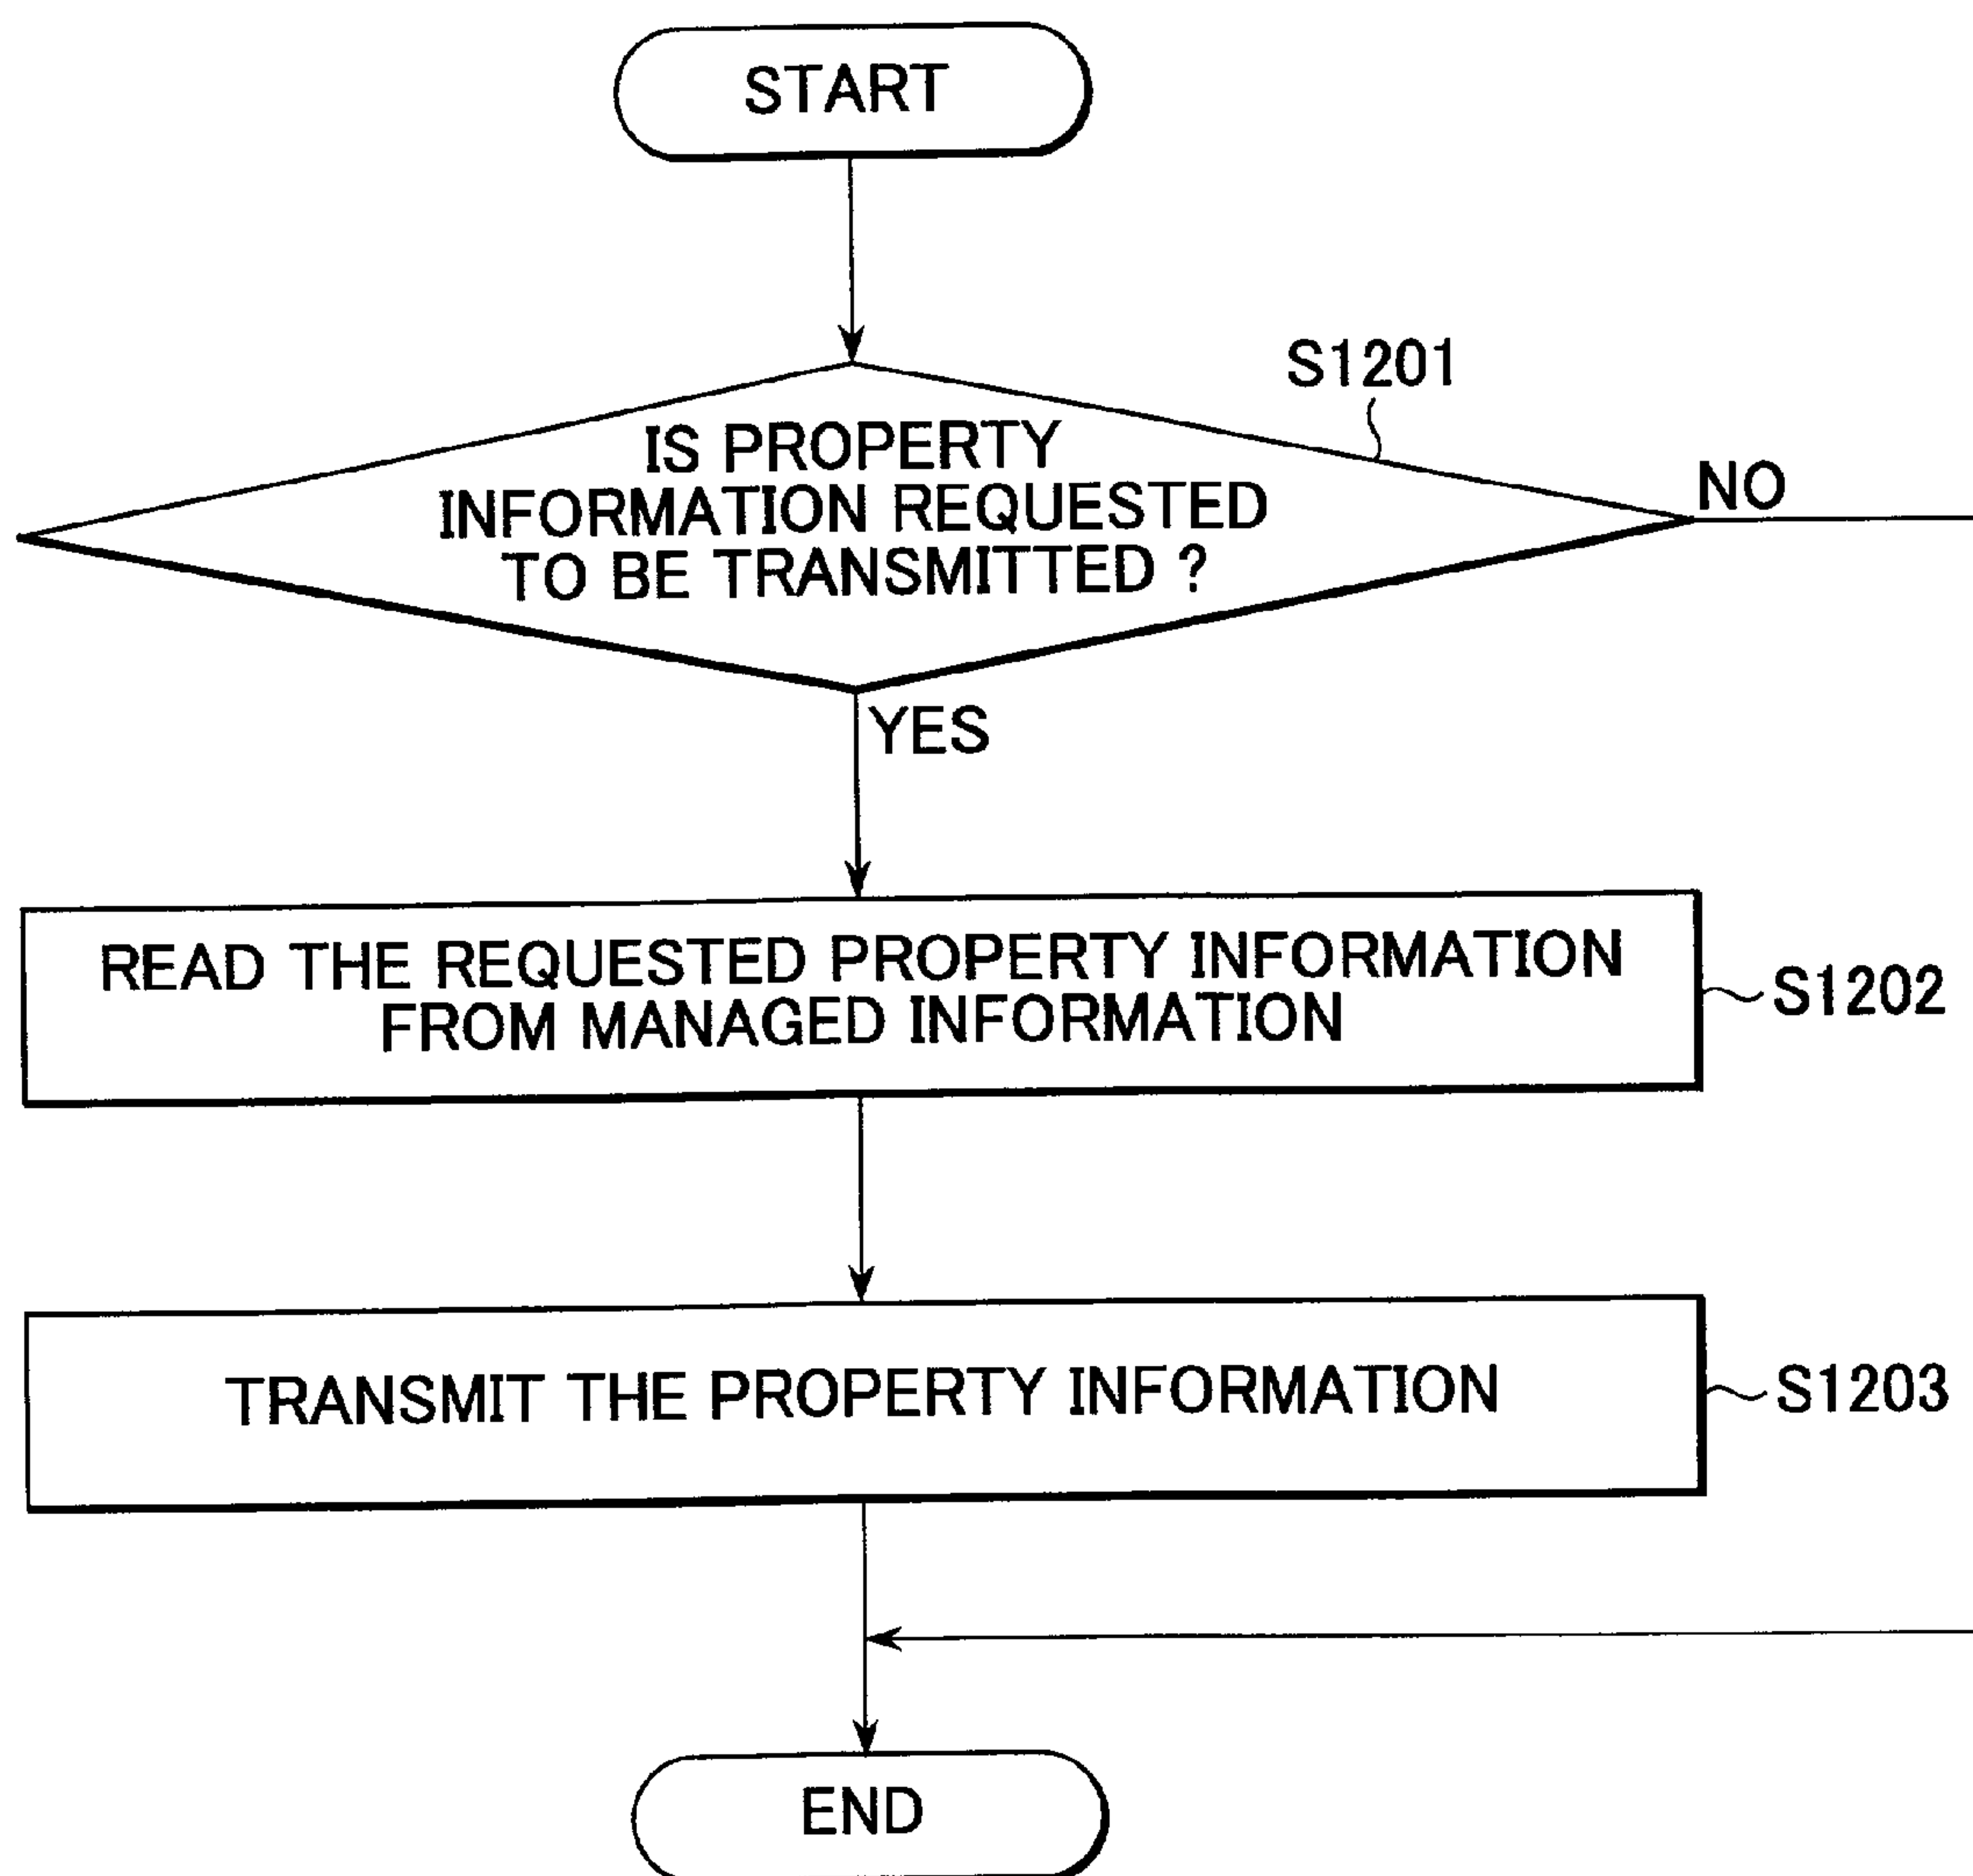 START
S1201
IS PROPERTY
INFORMATION REQUESTED
TO BE TRANSMITTED ?
NO
YES
READ THE REQUESTED PROPERTY INFORMATION
FROM MANAGED INFORMATION
S1202
TRANSMIT THE PROPERTY INFORMATION
S1203
END